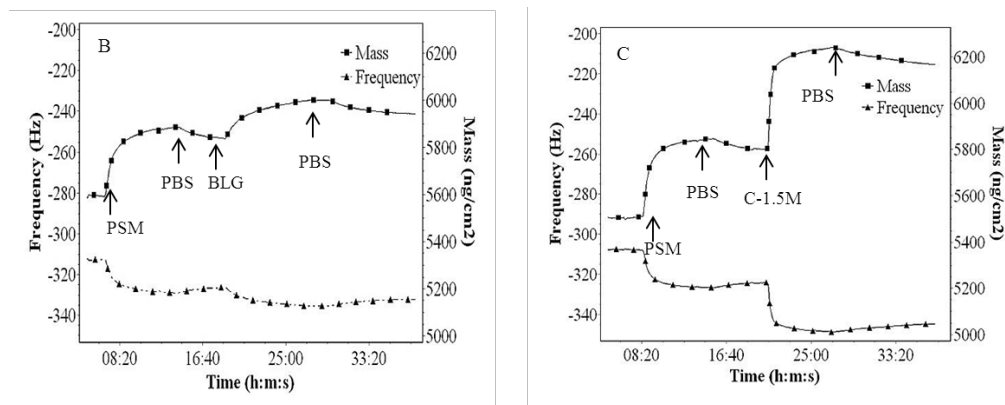 B
Mass
Frequency
PSM
PBS
BLG
PBS
Frequency (Hz)
-200
-220
-240
-260
-280
-300
-320
-340
Mass (ng/cm2)
6200
6000
5800
5600
5400
5200
5000
08:20
16:40
25:00
33:20
Time (h:m:s)
C
Mass
Frequency
PSM
PBS
C-1.5M
PBS
Frequency (Hz)
-200
-220
-240
-260
-280
-300
-320
-340
Mass (ng/cm2)
6200
6000
5800
5600
5400
5200
5000
08:20
16:40
25:00
33:20
Time (h:m:s)